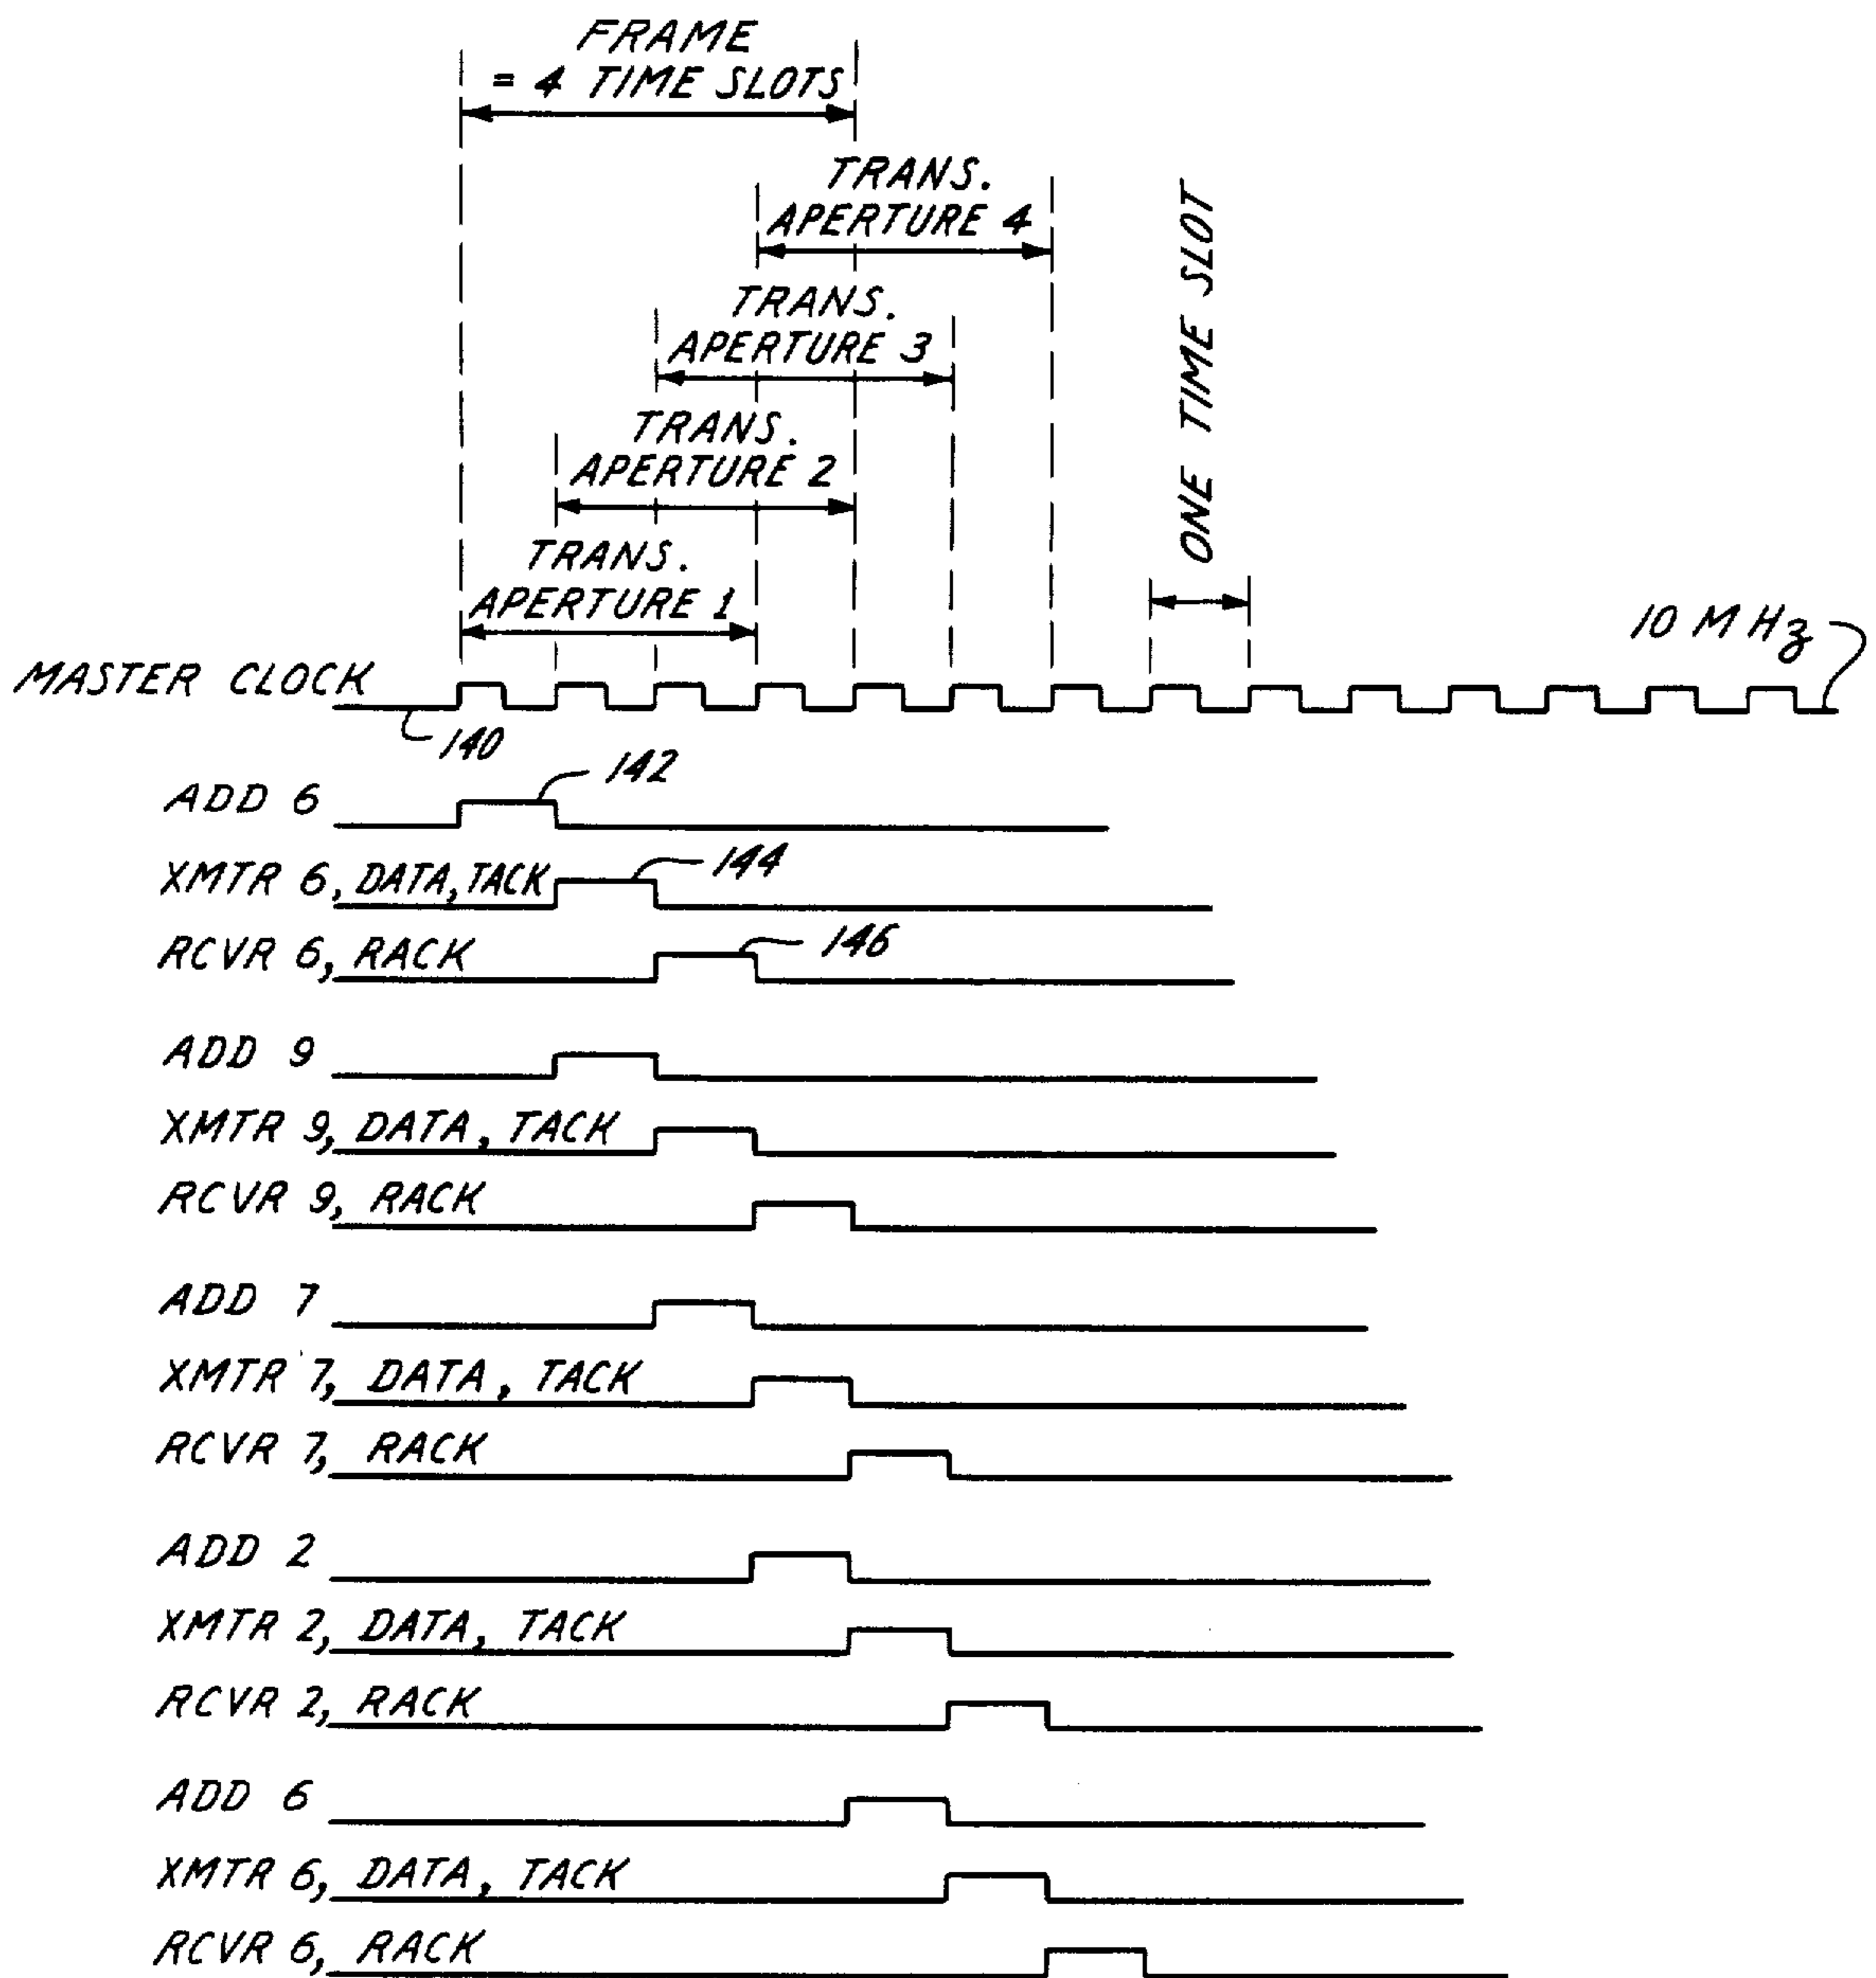 FRAME
= 4 TIME SLOTS
TRANS.
APERTURE 4
ONE TIME SLOT
TRANS.
APERTURE 3
TRANS.
APERTURE 2
TRANS.
APERTURE 1
10 MHz
MASTER CLOCK
140
142
ADD 6
144
XMTR 6, DATA, TACK
146
RCVR 6, RACK
ADD 9
XMTR 9, DATA, TACK
RCVR 9, RACK
ADD 7
XMTR 7, DATA, TACK
RCVR 7, RACK
ADD 2
XMTR 2, DATA, TACK
RCVR 2, RACK
ADD 6
XMTR 6, DATA, TACK
RCVR 6, RACK